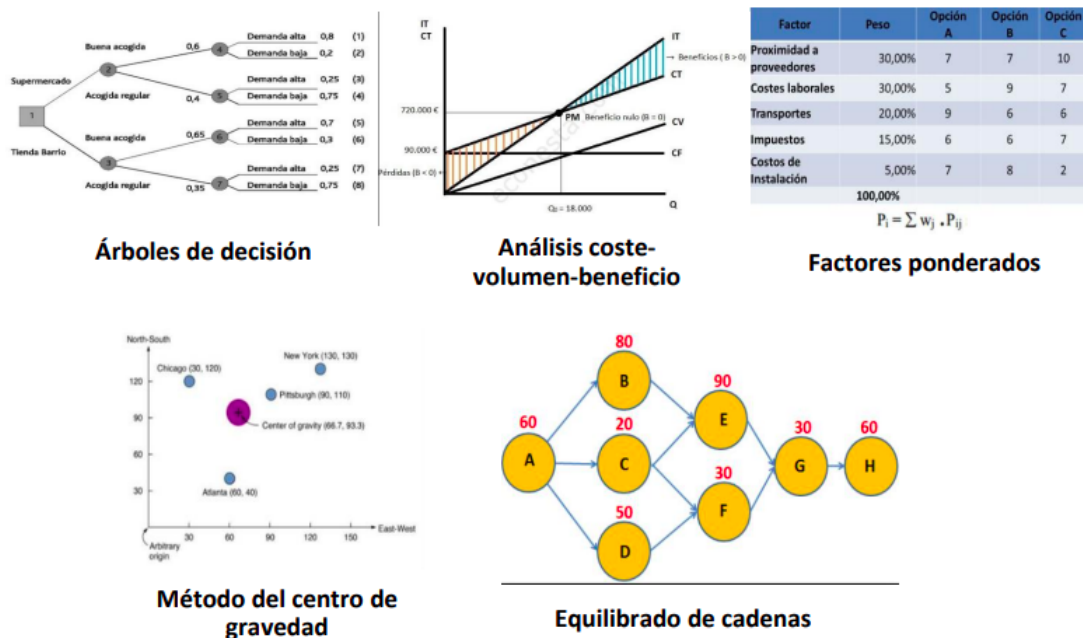 Supermercado
Tienda Barrio
1
Buena acogida
0,6
2
Acogida regular
0,4
Buena acogida
0,65
3
Acogida regular
0,35
4
Demanda alta 0,8 (1)
Demanda baja 0,2 (2)
5
Demanda alta 0,25 (3)
Demanda baja 0,75 (4)
6
Demanda alta 0,7 (5)
Demanda baja 0,3 (6)
7
Demanda alta 0,25 (7)
Demanda baja 0,75 (8)
Árboles de decisión
IT
CT
IT
Beneficios ( B > 0)
CT
720.000 €
PM
Beneficio nulo (B = 0)
CV
90.000 €
CF
Pérdidas (B < 0)
Q
= 18.000
Análisis coste-
volumen-beneficio
Factor Peso Opción A Opción B Opción C
Proximidad a proveedores 30,00% 7 7 10
Costes laborales 30,00% 5 9 7
Transportes 20,00% 9 6 6
Impuestos 15,00% 6 6 7
Costos de Instalación 5,00% 7 8 2
100,00%
Pi = ∑ wj . Pij
Factores ponderados
North-South
New York (130, 130)
Chicago (30, 120)
120
Pittsburgh (90, 110)
90
Center of gravity (66.7, 93.3)
60
Atlanta (60, 40)
30
East-West
30 60 90 120 150
Arbitrary
origin
Método del centro de
gravedad
80
B
90
E
60
A
20
C
30
G
60
H
30
F
50
D
Equilibrado de cadenas